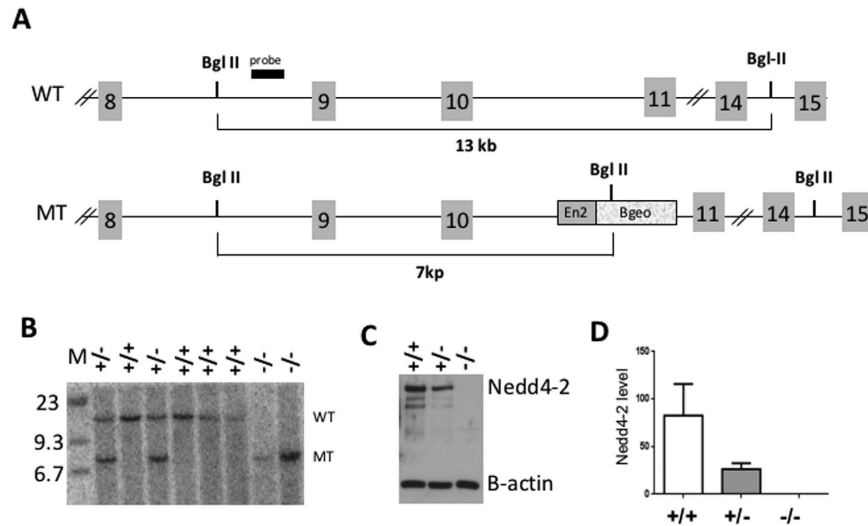 A
Bgl II
probe
Bgl-II
WT
8
9
10
11
14
15
13 kb
Bgl II
Bgl II
Bgl II
MT
8
9
10
En2
Bgeo
11
14
15
7kp
B
M
+/- +/+ +/- +/+ +/+ +/+ -/- -/-
23
9.3
6.7
WT
MT
C
+/+ +/- -/-
Nedd4-2
B-actin
D
Nedd4-2 level
150
100
50
0
+/+ +/- -/-